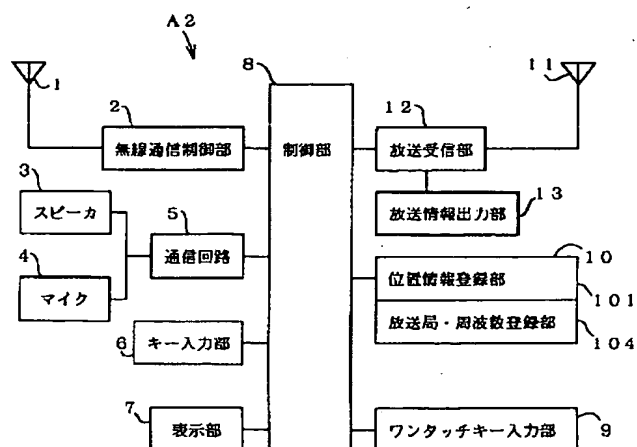 A2
1
2
無線通信制御部
3
スピーカ
4
マイク
5
通信回路
6
キー入力部
7
表示部
8
制御部
11
12
放送受信部
13
放送情報出力部
10
位置情報登録部
101
放送局・周波数登録部
104
ワンタッチキー入力部
9